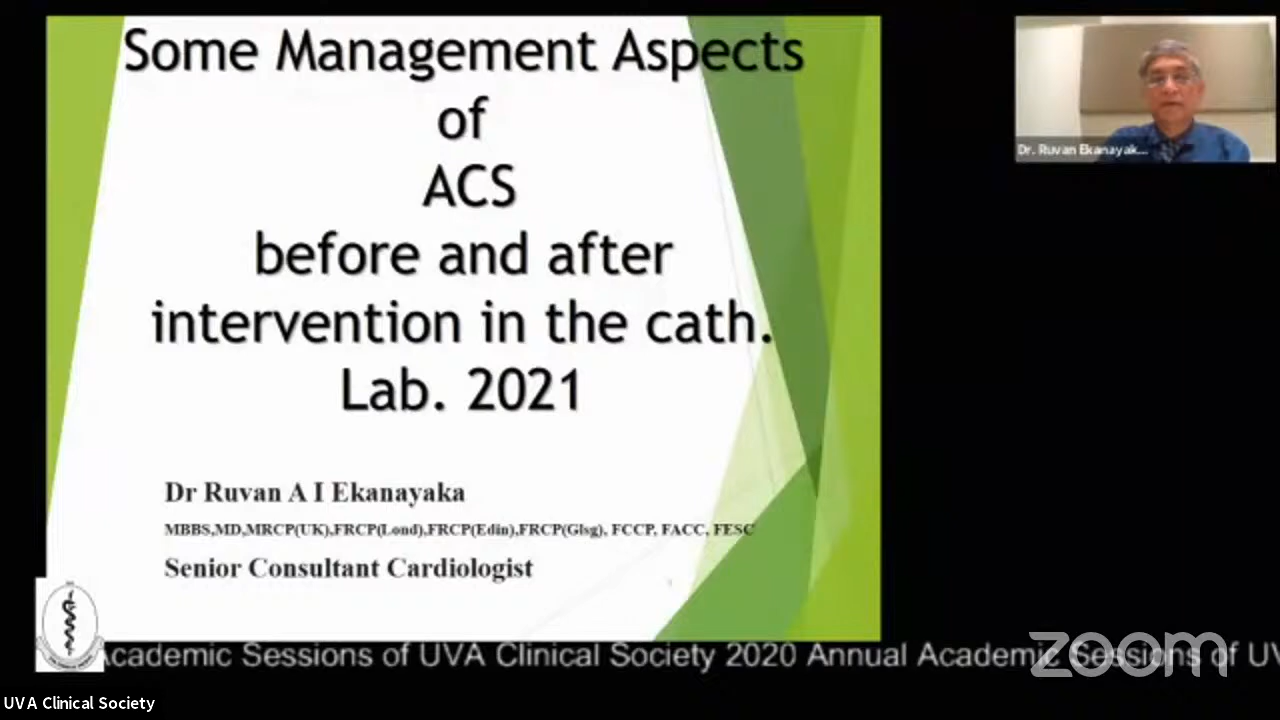 Some Management Aspects
of
ACS
before and after
intervention in the cath.
Lab. 2021
Dr Ruvan A I Ekanayaka
MBBS,MD,MRCP(UK),FRCP(Lond),FRCP(Edin),FRCP(Glsg), FCCP, FACC, FESC
Senior Consultant Cardiologist
Dr. Ruvan Ekanayak...
cademic Sessions of UVA Clinical Society 2020 Annual Academic Sessions of UV
zoom
UVA Clinical Society